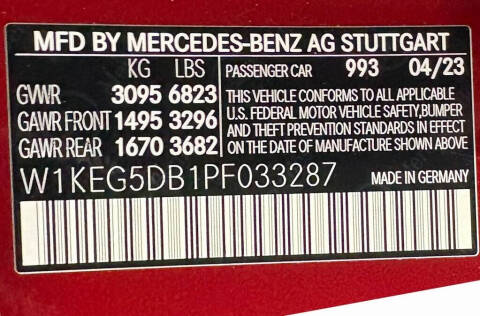 MFD BY MERCEDES-BENZ AG STUTTGART
KG LBS
GVWR 3095 6823
GAWR FRONT 1495 3296
GAWR REAR 1670 3682
PASSENGER CAR 993 04/23
THIS VEHICLE CONFORMS TO ALL APPLICABLE
U.S. FEDERAL MOTOR VEHICLE SAFETY,BUMPER
AND THEFT PREVENTION STANDARDS IN EFFECT
ON THE DATE OF MANUFACTURE SHOWN ABOVE
W1KEG5DB1PF033287 MADE IN GERMANY